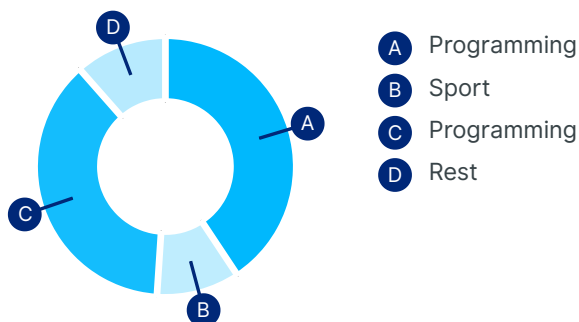 D
A
C
B
A Programming
B Sport
C Programming
D Rest